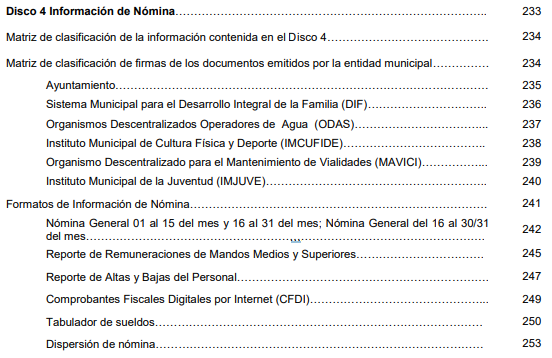 Disco 4 Información de Nómina……………………………………………………………….. 233
Matriz de clasificación de la información contenida en el Disco 4…………………………… 234
Matriz de clasificación de firmas de los documentos emitidos por la entidad municipal…………… 234
Ayuntamiento…………………………………………………………………………….. 235
Sistema Municipal para el Desarrollo Integral de la Familia (DIF)……………………….. 236
Organismos Descentralizados Operadores de Agua (ODAS)…………………………… 237
Instituto Municipal de Cultura Física y Deporte (IMCUFIDE)…………………………….. 238
Organismo Descentralizado para el Mantenimiento de Vialidades (MAVICI)…………… 239
Instituto Municipal de la Juventud (IMJUVE)…………………………………………….. 240
Formatos de Información de Nómina…………………………………………………………… 241
Nómina General 01 al 15 del mes y 16 al 31 del mes; Nómina General del 16 al 30/31
del mes…………………………………………………………………………………… 242
Reporte de Remuneraciones de Mandos Medios y Superiores………………………… 245
Reporte de Altas y Bajas del Personal…………………………………………………… 247
Comprobantes Fiscales Digitales por Internet (CFDI)…………………………………... 249
Tabulador de sueldos……………………………………………………………………… 250
Dispersión de nómina……………………………………………………………………… 253